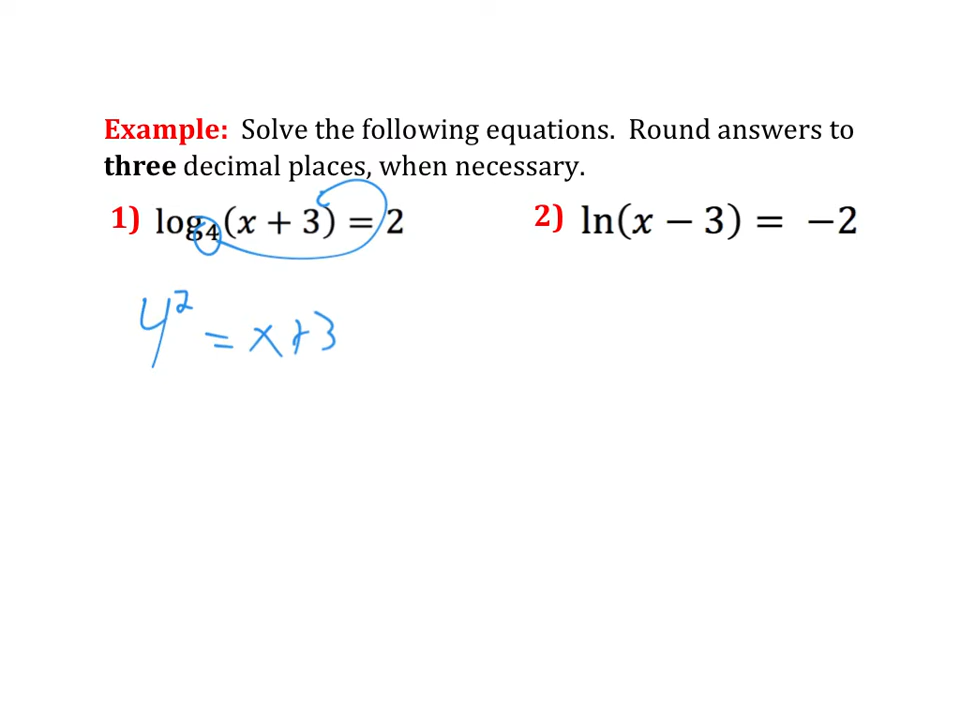 Example: Solve the following equations. Round answers to
three decimal places, when necessary.
1) log₄(x + 3) = 2
2) ln(x − 3) = −2
4² = x+3